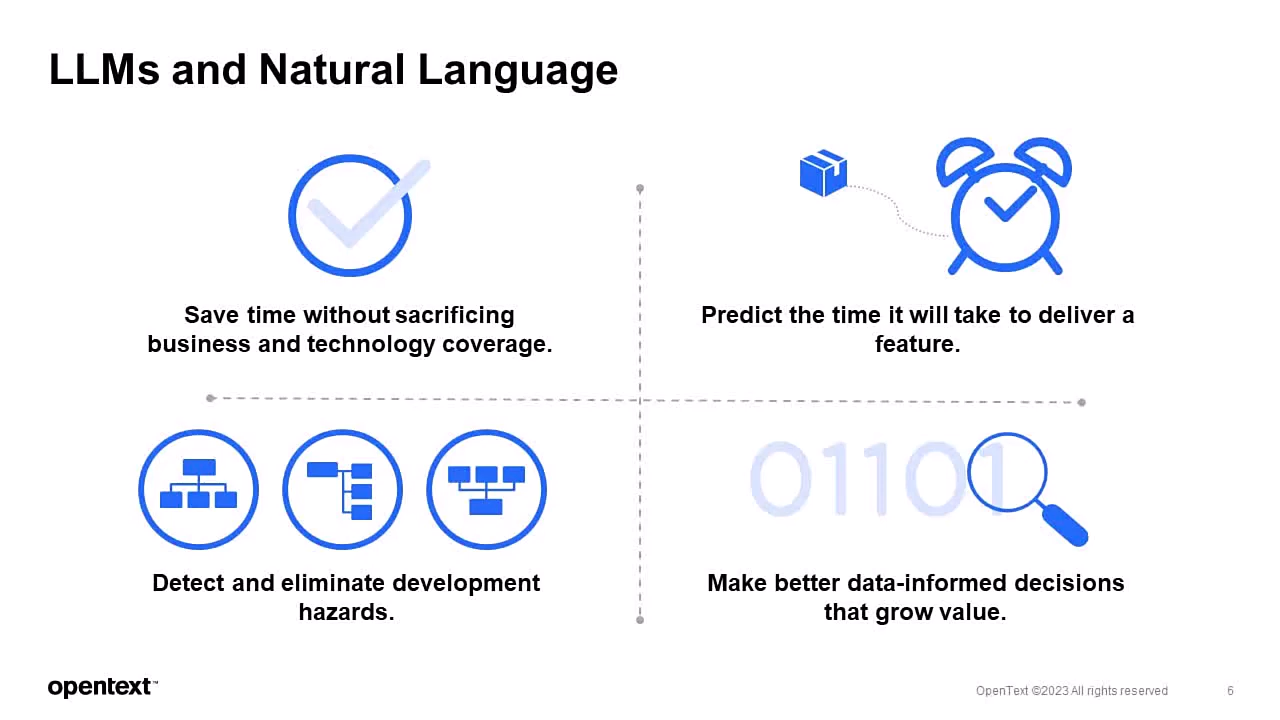 LLMs and Natural Language
Save time without sacrificing
business and technology coverage.
Predict the time it will take to deliver a
feature.
01101
Detect and eliminate development
hazards.
Make better data-informed decisions
that grow value.
opentext™
OpenText ©2023 All rights reserved
6